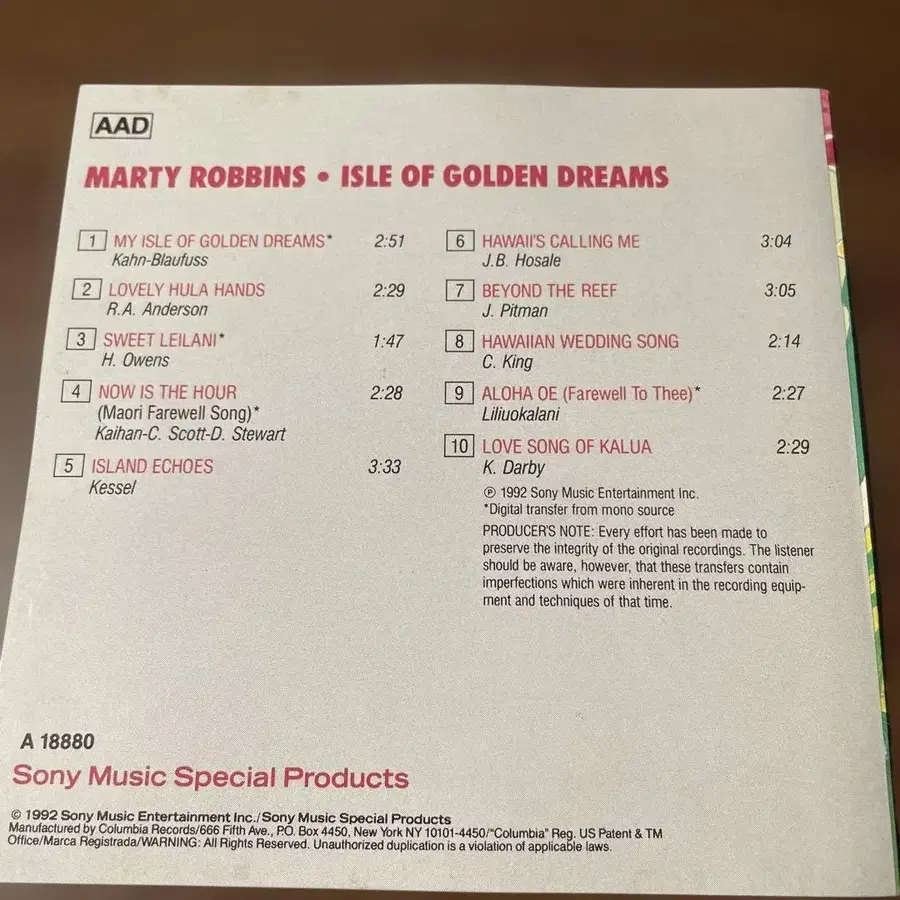 AAD
MARTY ROBBINS • ISLE OF GOLDEN DREAMS
1 MY ISLE OF GOLDEN DREAMS* 2:51
Kahn-Blaufuss
2 LOVELY HULA HANDS 2:29
R.A. Anderson
3 SWEET LEILANI* 1:47
H. Owens
4 NOW IS THE HOUR 2:28
(Maori Farewell Song)*
Kaihan-C. Scott-D. Stewart
5 ISLAND ECHOES 3:33
Kessel
6 HAWAII'S CALLING ME 3:04
J.B. Hosale
7 BEYOND THE REEF 3:05
J. Pitman
8 HAWAIIAN WEDDING SONG 2:14
C. King
9 ALOHA OE (Farewell To Thee)* 2:27
Liliuokalani
10 LOVE SONG OF KALUA 2:29
K. Darby
℗ 1992 Sony Music Entertainment Inc.
*Digital transfer from mono source
PRODUCER'S NOTE: Every effort has been made to
preserve the integrity of the original recordings. The listener
should be aware, however, that these transfers contain
imperfections which were inherent in the recording equip-
ment and techniques of that time.
A 18880
Sony Music Special Products
© 1992 Sony Music Entertainment Inc./Sony Music Special Products
Manufactured by Columbia Records/666 Fifth Ave., P.O. Box 4450, New York NY 10101-4450/"Columbia" Reg. US Patent & TM
Office/Marca Registrada/WARNING: All Rights Reserved. Unauthorized duplication is a violation of applicable laws.